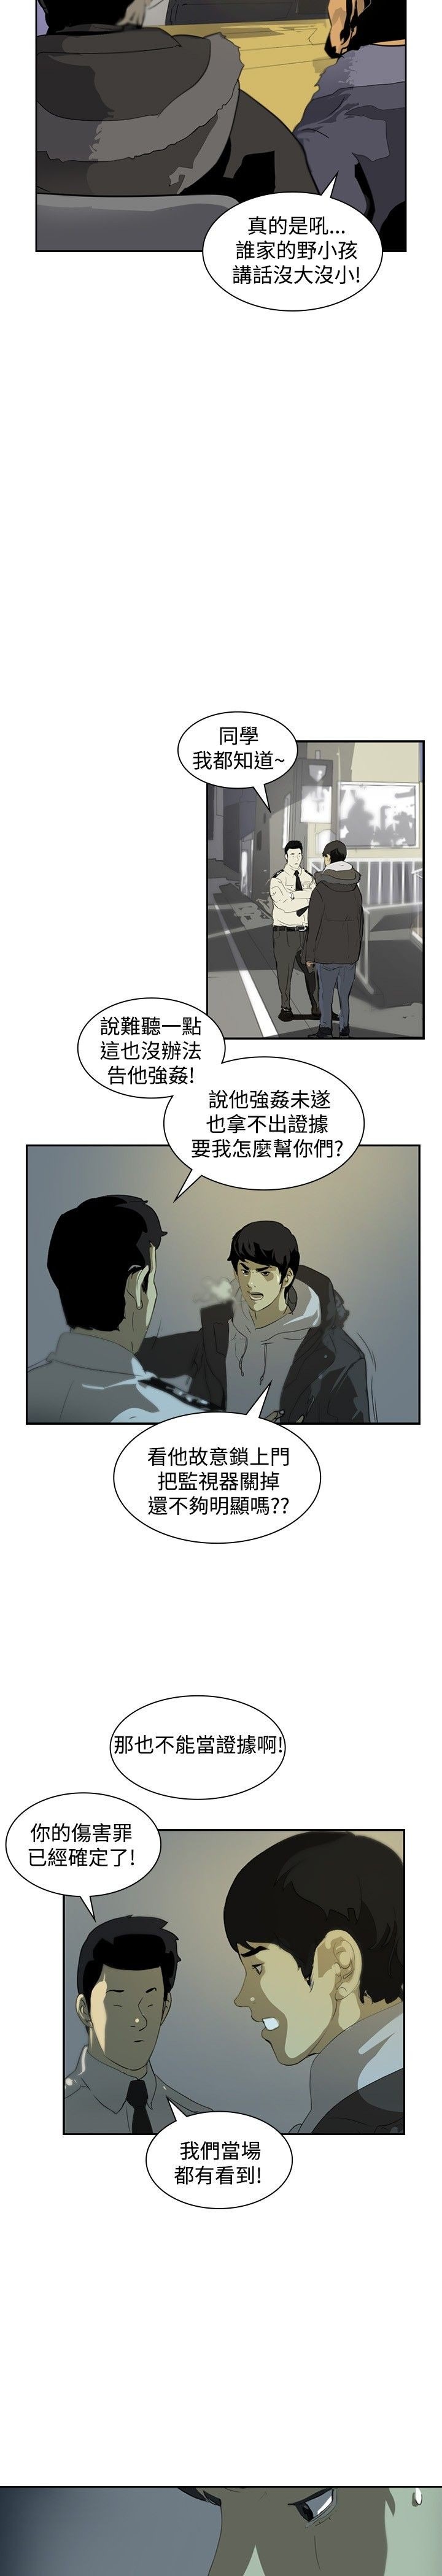 真的是吼...
誰家的野小孩
講話沒大沒小!
同學
我都知道~
說難聽一點
這也沒辦法
告他強姦!
說他強姦未遂
也拿不出證據
要我怎麼幫你們?
看他故意鎖上門
把監視器關掉
還不夠明顯嗎??
那也不能當證據啊!
你的傷害罪
已經確定了!
我們當場
都有看到!